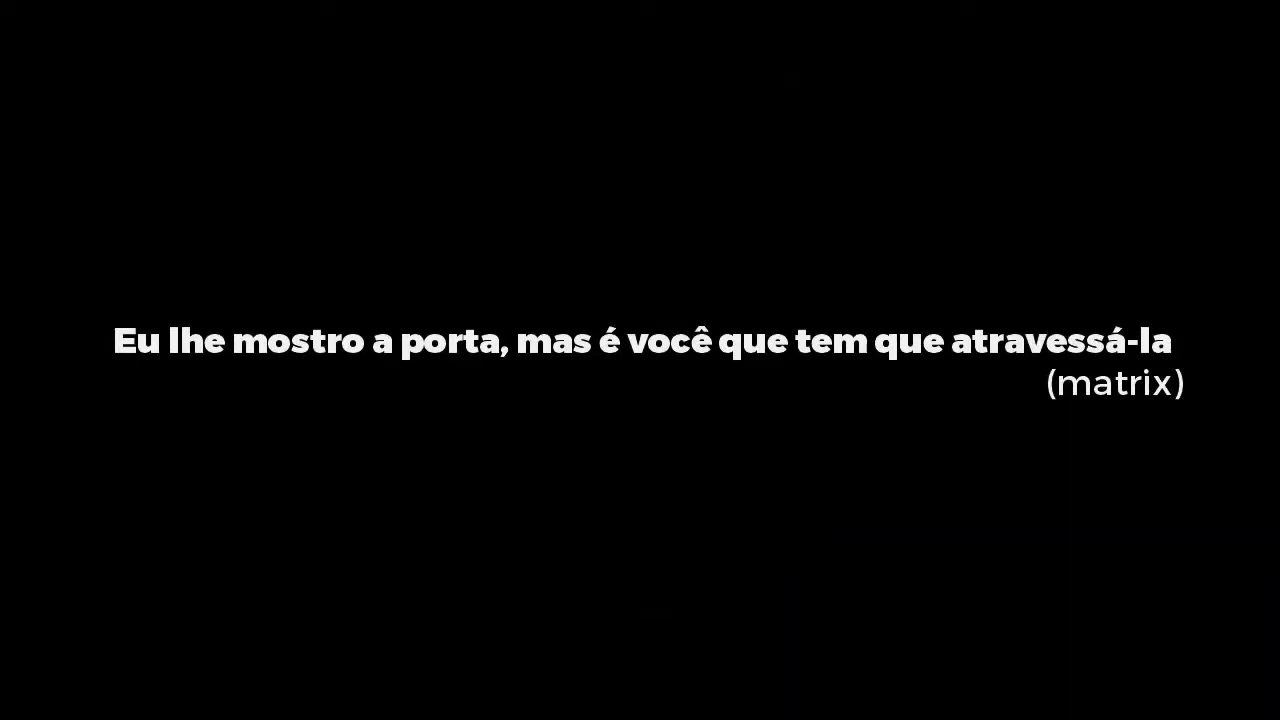 Eu lhe mostro a porta, mas é você que tem que atravessá-la
(matrix)